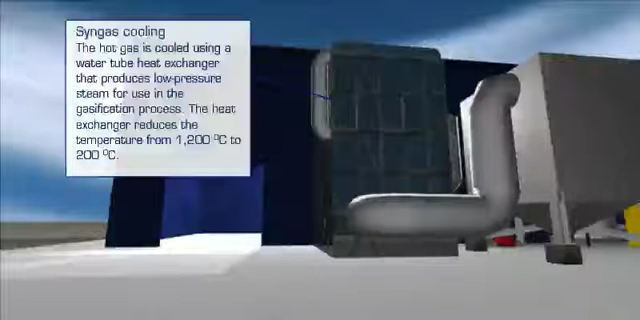 Syngas cooling
The hot gas is cooled using a
water tube heat exchanger
that produces low-pressure
steam for use in the
gasification process. The heat
exchanger reduces the
temperature from 1,200 ºC to
200 ºC.